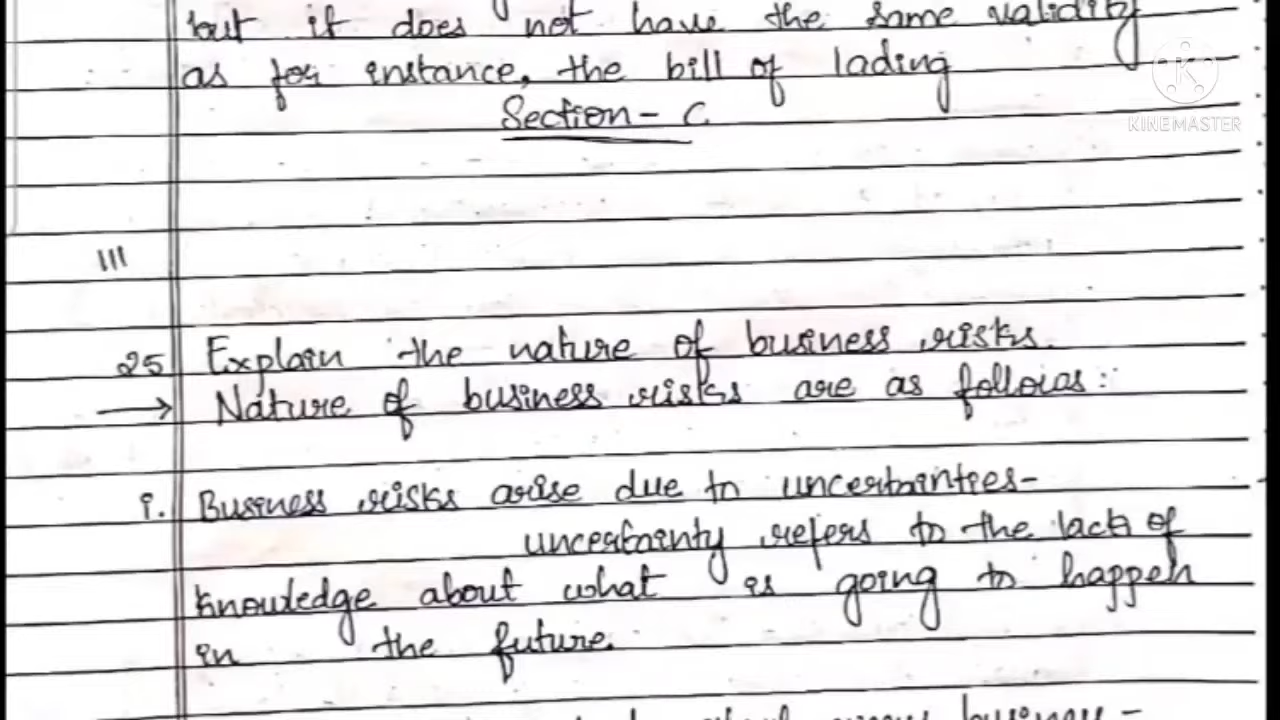 but it does not have the same validity
as for instance, the bill of lading
KINEMASTER
Section - C
III
25 Explain the nature of business risks.
→ Nature of business risks are as follows:
i. Business risks arise due to uncertainties-
uncertainty refers to the lack of
knowledge about what is going to happen
in the future.
business-